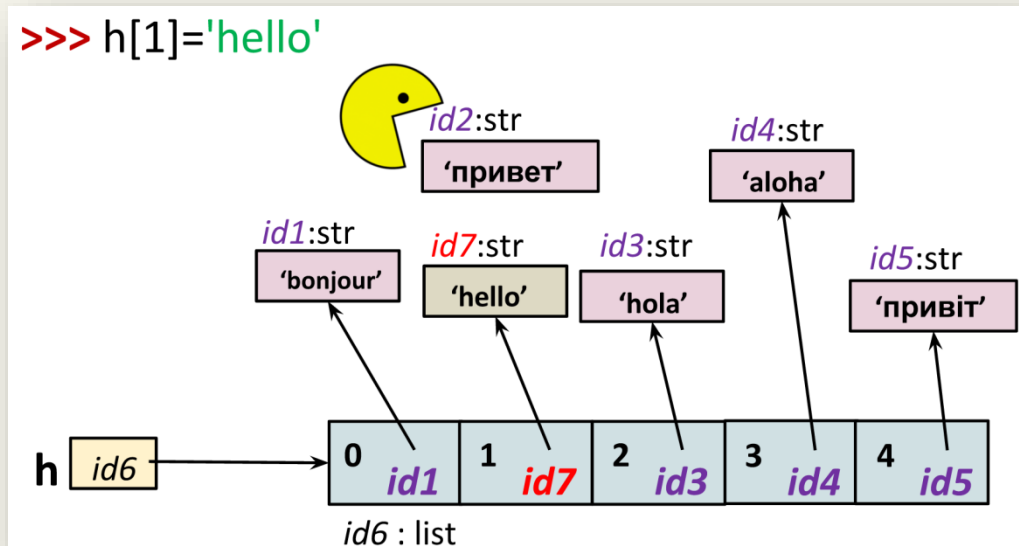 >>> h[1]='hello'
id2:str
‘привет’
id4:str
‘aloha’
id1:str
‘bonjour’
id7:str
‘hello’
id3:str
‘hola’
id5:str
‘привіт’
h id6
0 id1 1 id7 2 id3 3 id4 4 id5
id6 : list